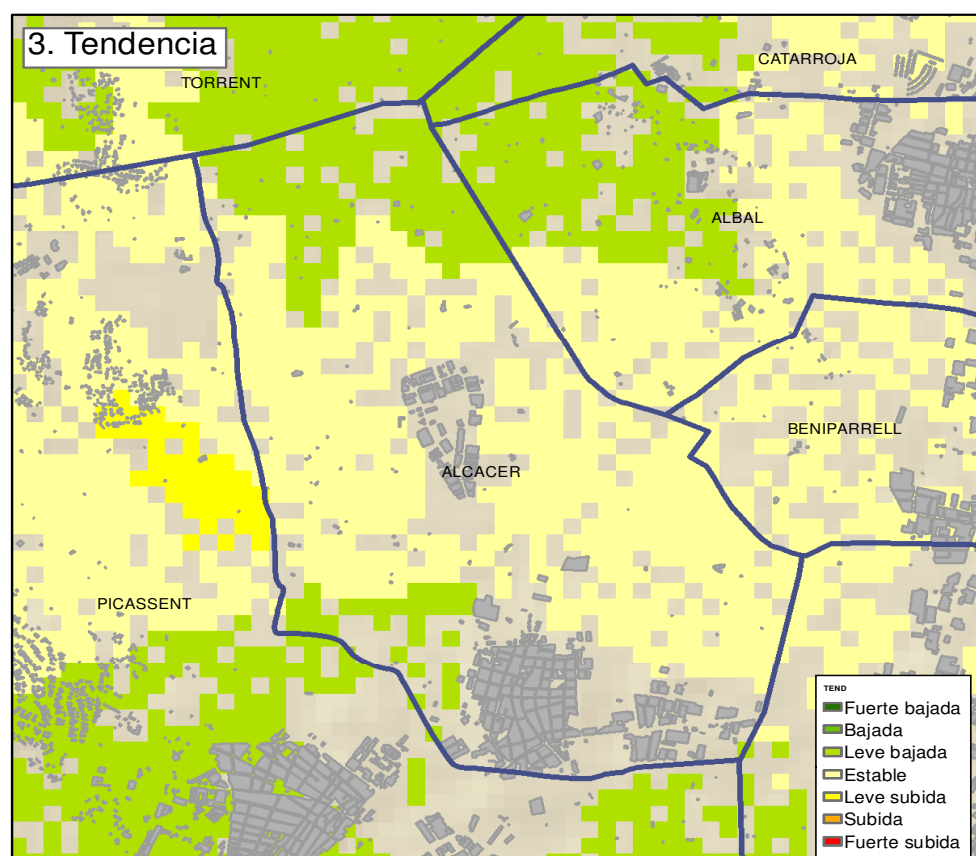 3. Tendencia
TORRENT
CATARROJA
ALBAL
BENIPARRELL
ALCACER
PICASSENT
TEND
Fuerte bajada
Bajada
Leve bajada
Estable
Leve subida
Subida
Fuerte subida